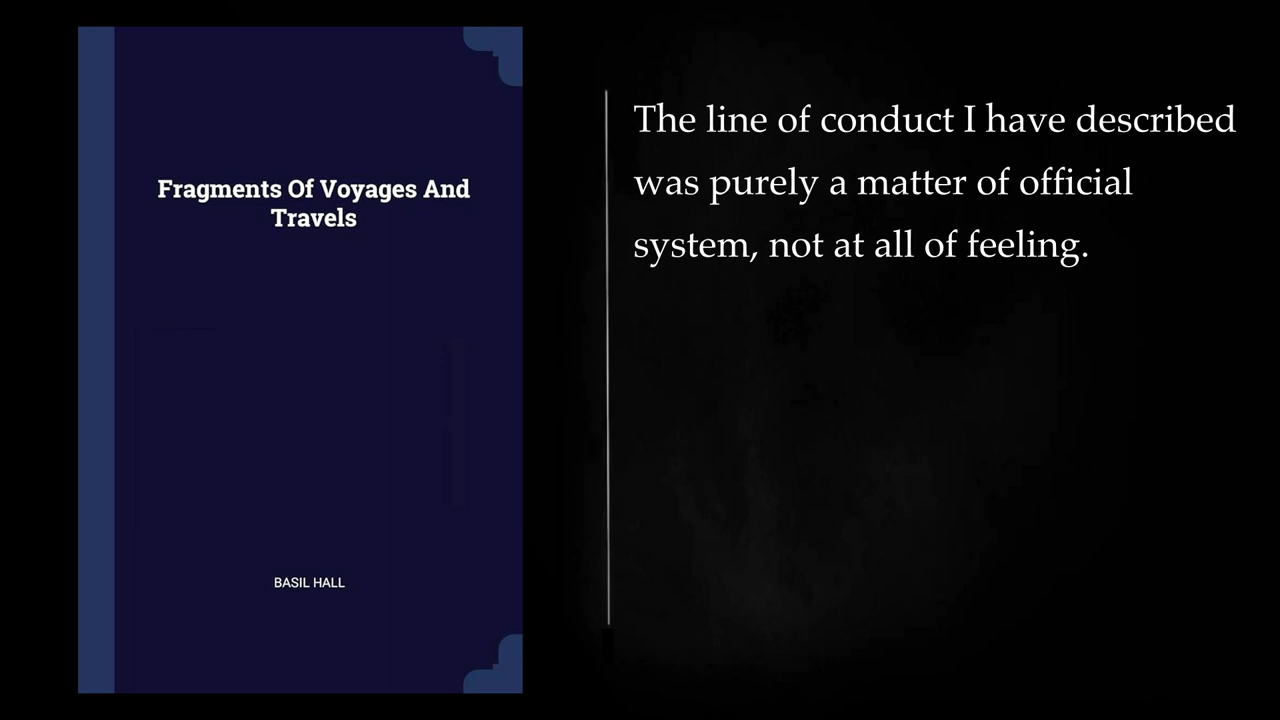 Fragments Of Voyages And
Travels
BASIL HALL
The line of conduct I have described
was purely a matter of official
system, not at all of feeling.